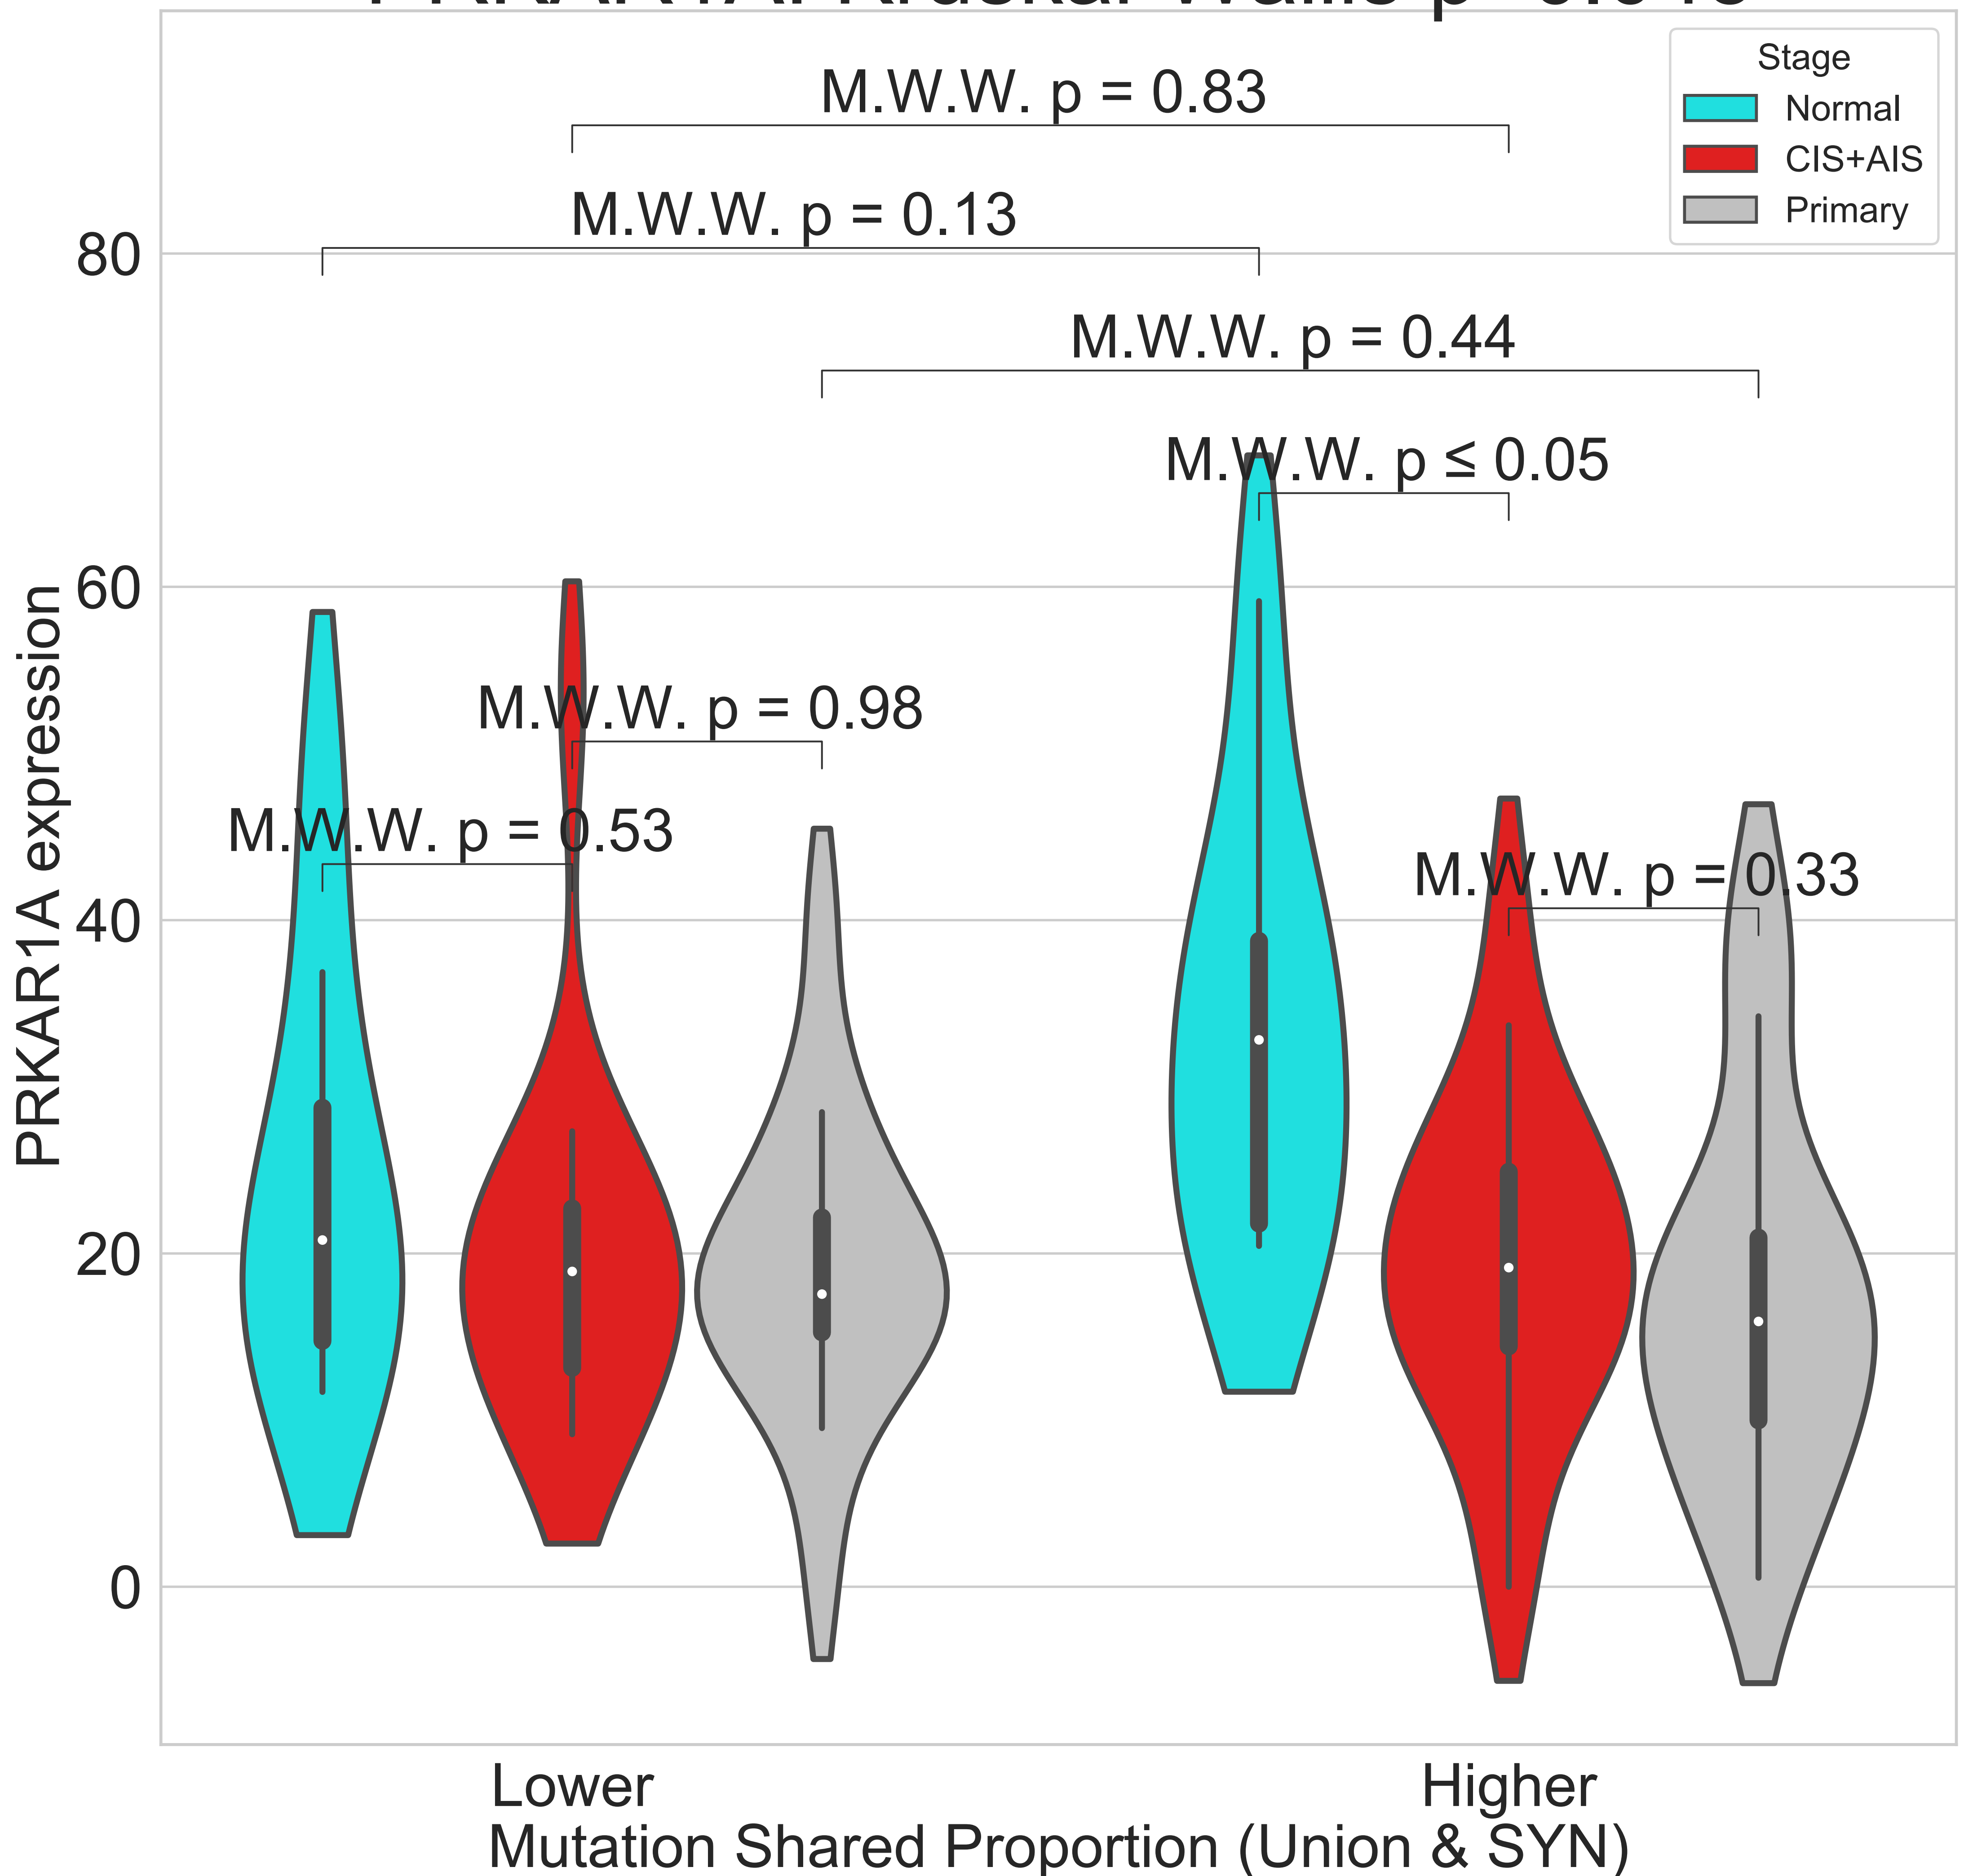 Stage
Normal
CIS+AIS
Primary
M.W.W. p = 0.83
M.W.W. p = 0.13
M.W.W. p = 0.44
M.W.W. p ≤ 0.05
M.W.W. p = 0.98
M.W.W. p = 0.53
M.W.W. p = 0.33
80
60
40
20
0
PRKAR1A expression
Lower
Higher
Mutation Shared Proportion (Union & SYN)